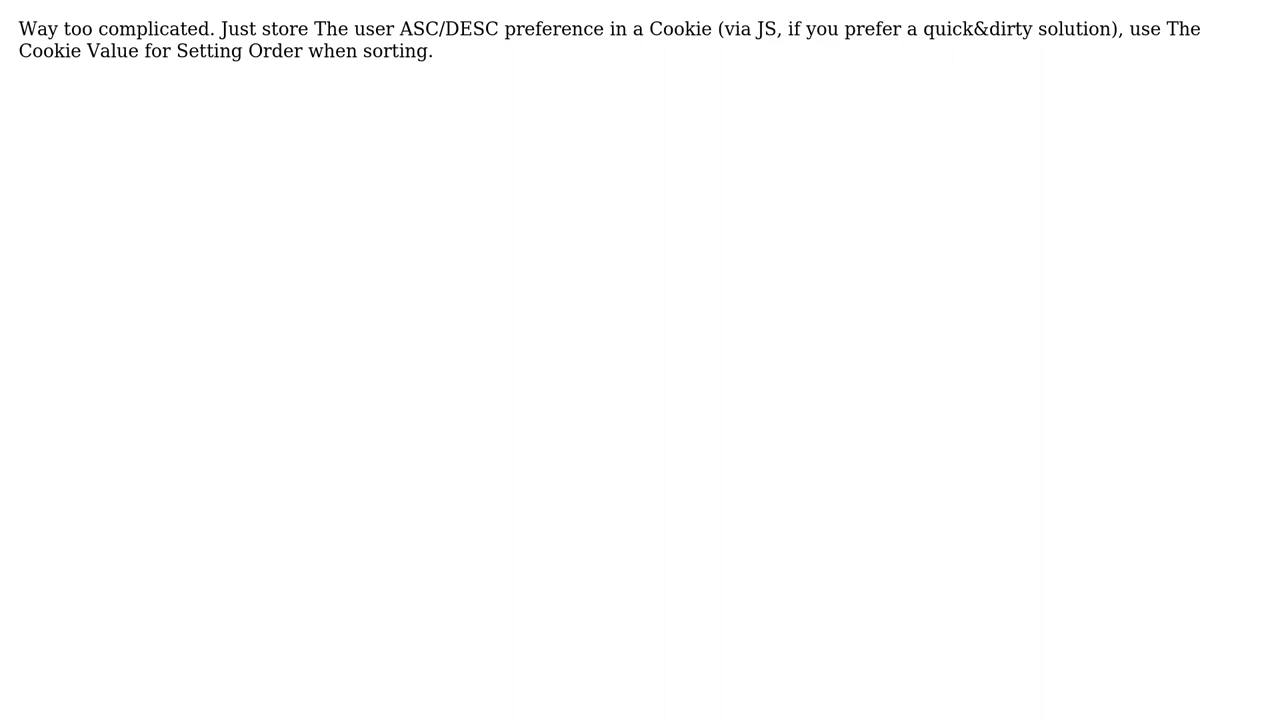 Way too complicated. Just store The user ASC/DESC preference in a Cookie (via JS, if you prefer a quick&dirty solution), use The
Cookie Value for Setting Order when sorting.